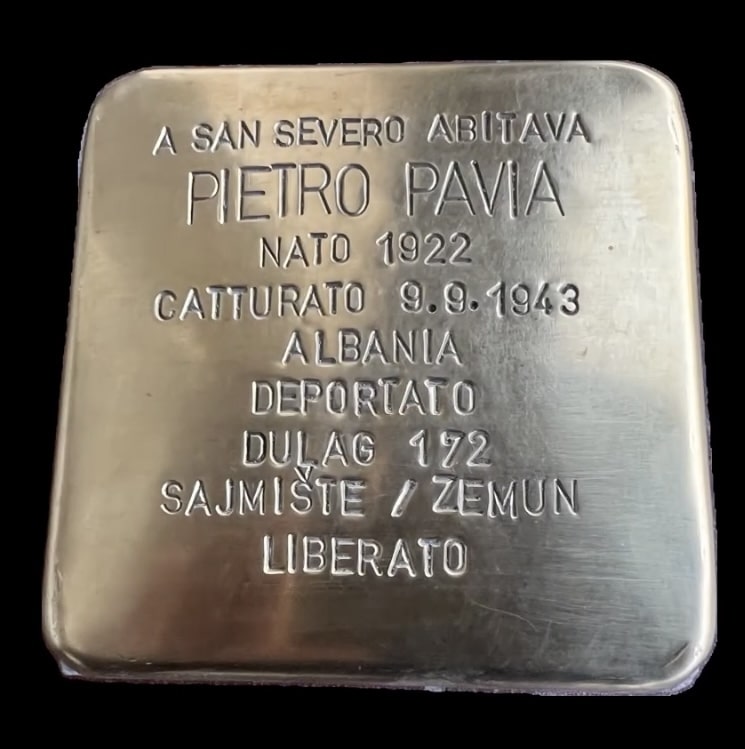 A SAN SEVERO ABITAVA
PIETRO PAVIA
NATO 1922
CATTURATO 9.9.1943
ALBANIA
DEPORTATO
DULAG 172
SAJMIŠTE / ZEMUN
LIBERATO